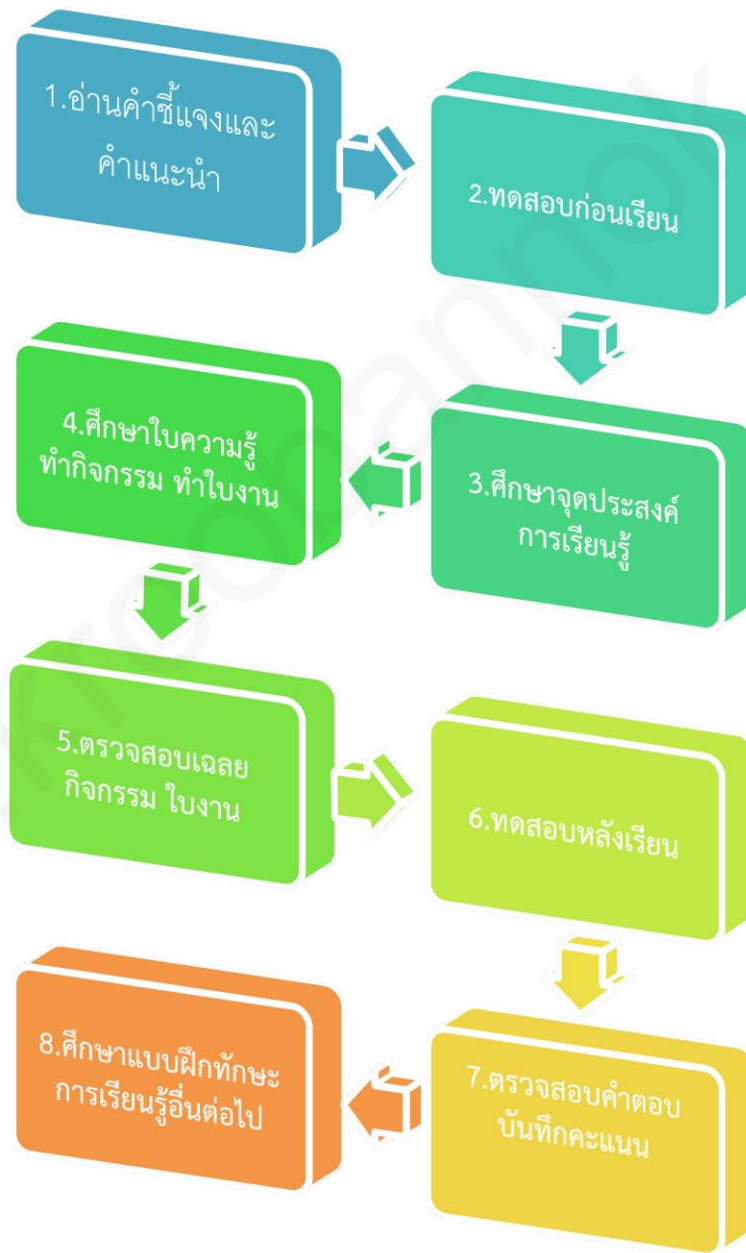 1.อ่านคำชี้แจงและ
คำแนะนำ
2.ทดสอบก่อนเรียน
3.ศึกษาจุดประสงค์
การเรียนรู้
4.ศึกษาใบความรู้
ทำกิจกรรม ทำใบงาน
5.ตรวจสอบเฉลย
กิจกรรม ใบงาน
6.ทดสอบหลังเรียน
7.ตรวจสอบคำตอบ
บันทึกคะแนน
8.ศึกษาแบบฝึกทักษะ
การเรียนรู้อื่นต่อไป